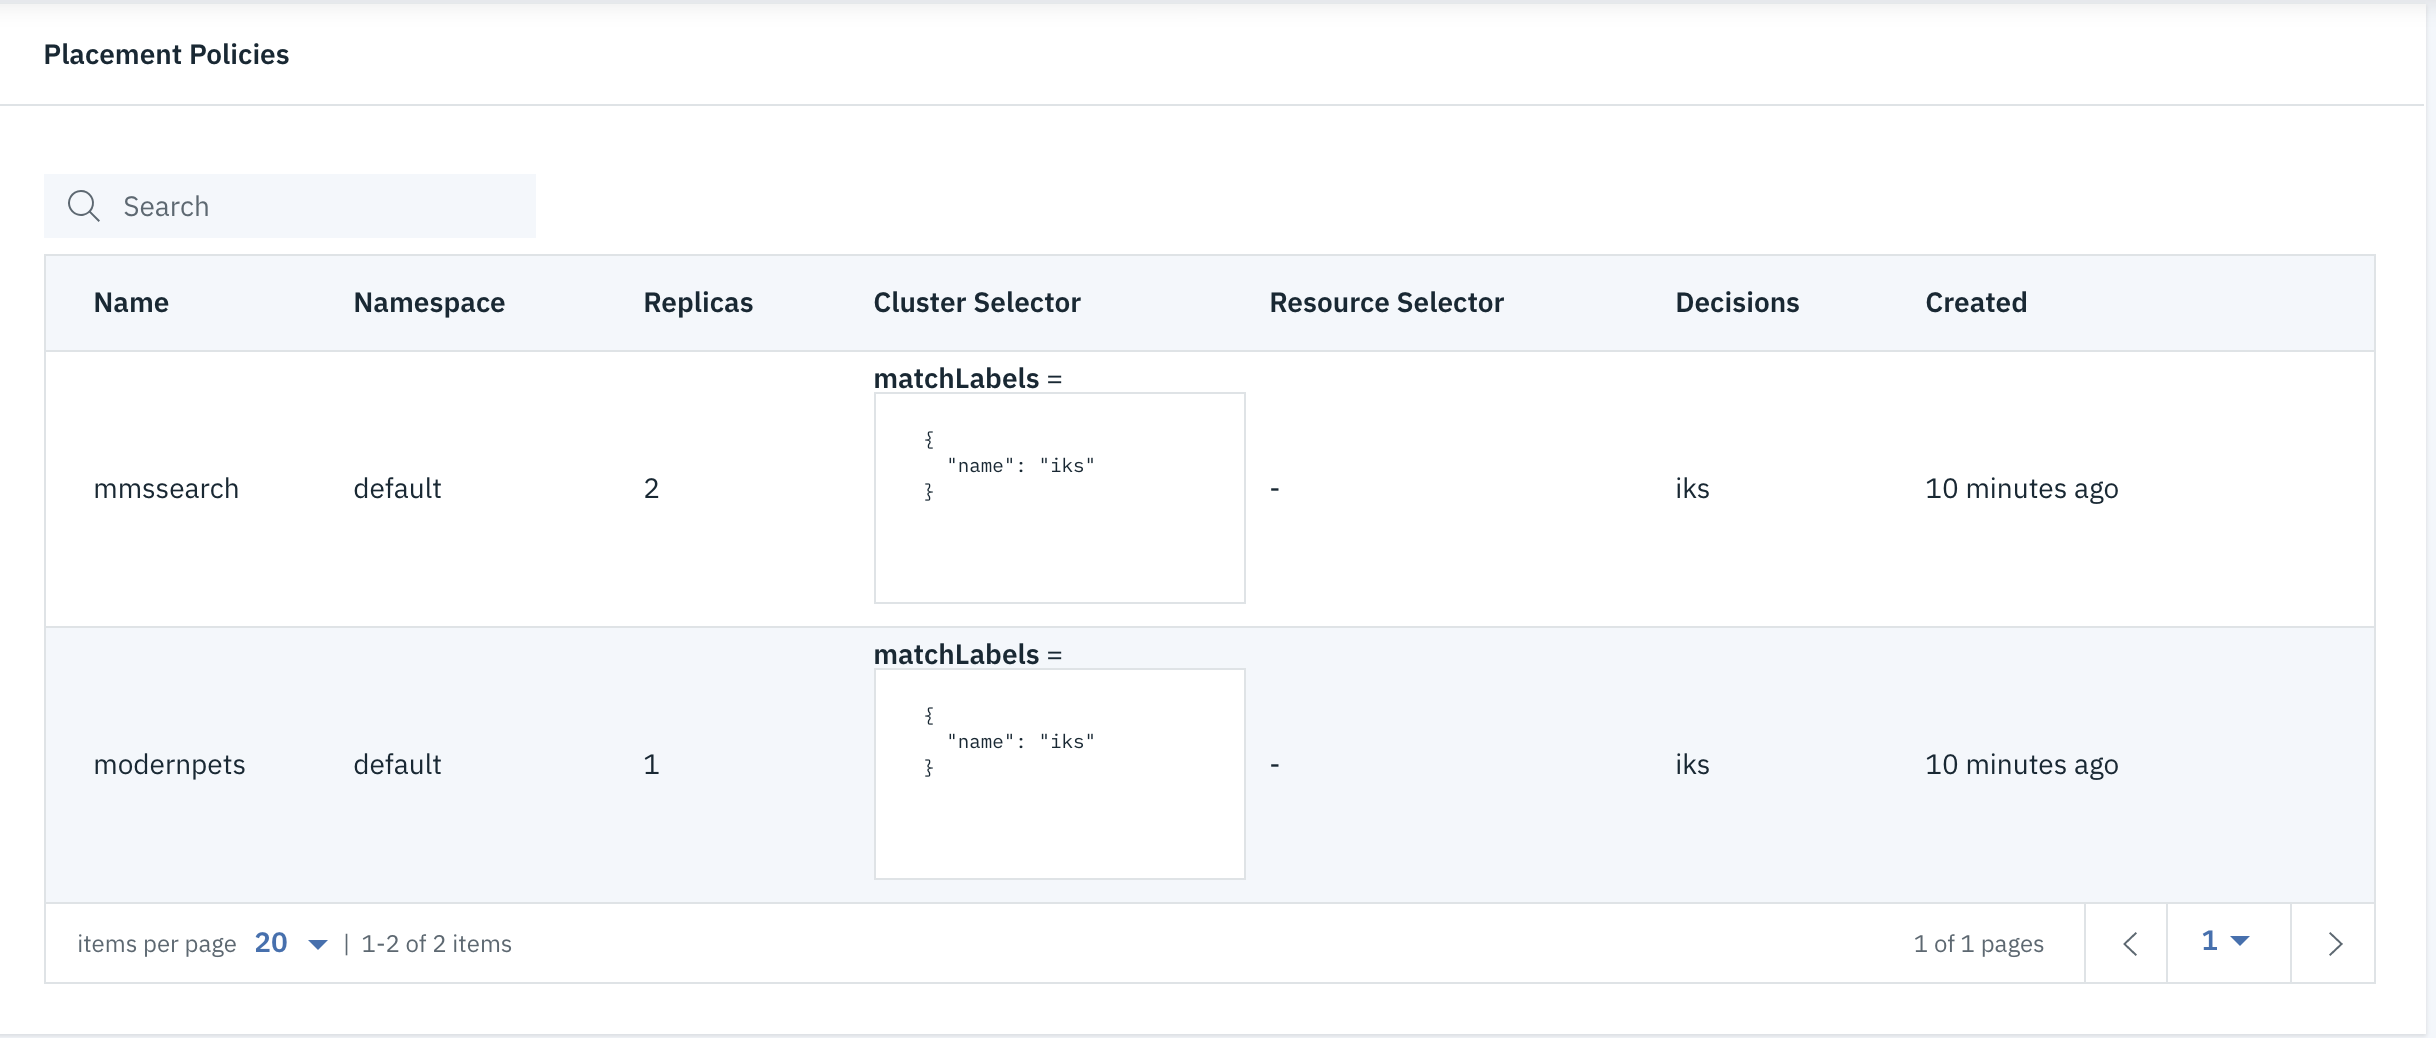 Placement Policies
Search
Name Namespace Replicas Cluster Selector Resource Selector Decisions Created
matchLabels =
{
"name": "iks"
}
mmssearch default 2 - iks 10 minutes ago
matchLabels =
{
"name": "iks"
}
modernpets default 1 - iks 10 minutes ago
items per page 20 | 1-2 of 2 items 1 of 1 pages 1